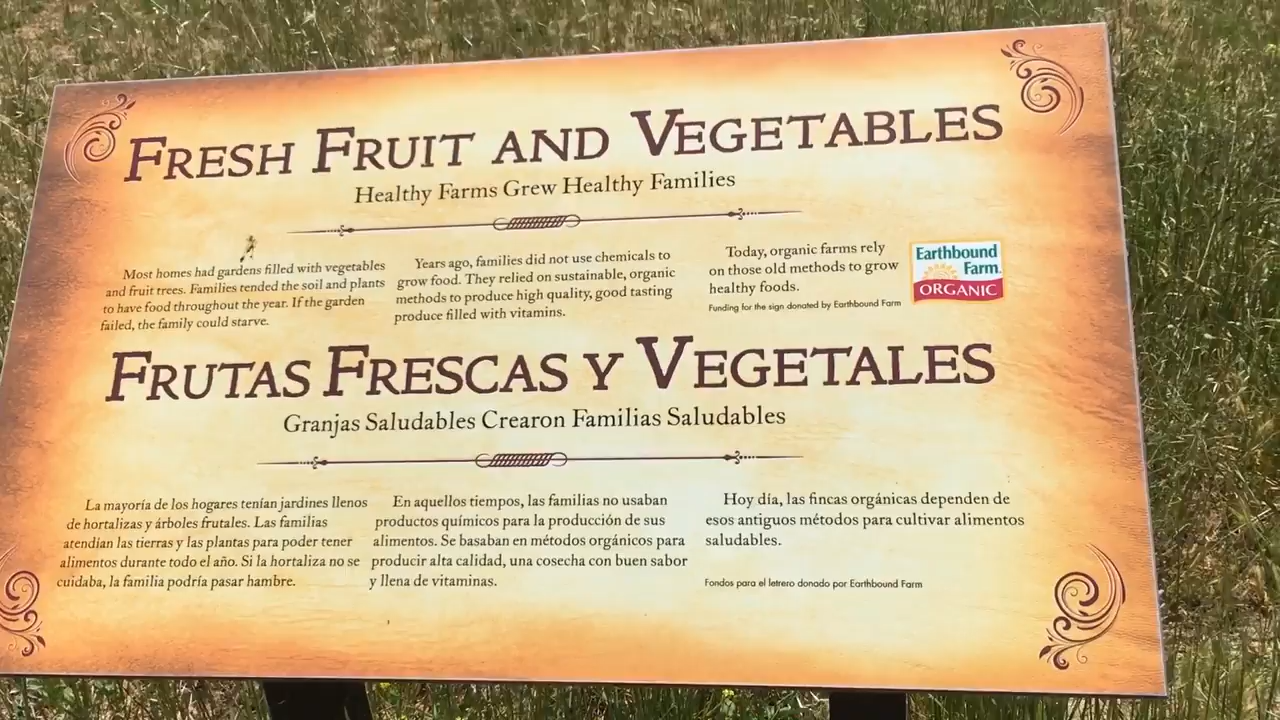 FRESH FRUIT AND VEGETABLES
Healthy Farms Grew Healthy Families
Most homes had gardens filled with vegetables
and fruit trees. Families tended the soil and plants
to have food throughout the year. If the garden
failed, the family could starve.
Years ago, families did not use chemicals to
grow food. They relied on sustainable, organic
methods to produce high quality, good tasting
produce filled with vitamins.
Today, organic farms rely
on those old methods to grow
healthy foods.
Funding for the sign donated by Earthbound Farm
Earthbound
Farm.
ORGANIC
FRUTAS FRESCAS Y VEGETALES
Granjas Saludables Crearon Familias Saludables
La mayoría de los hogares tenían jardines llenos
de hortalizas y árboles frutales. Las familias
atendían las tierras y las plantas para poder tener
alimentos durante todo el año. Si la hortaliza no se
cuidaba, la familia podría pasar hambre.
En aquellos tiempos, las familias no usaban
productos químicos para la producción de sus
alimentos. Se basaban en métodos orgánicos para
producir alta calidad, una cosecha con buen sabor
y llena de vitaminas.
Hoy día, las fincas orgánicas dependen de
esos antiguos métodos para cultivar alimentos
saludables.
Fondos para el letrero donado por Earthbound Farm